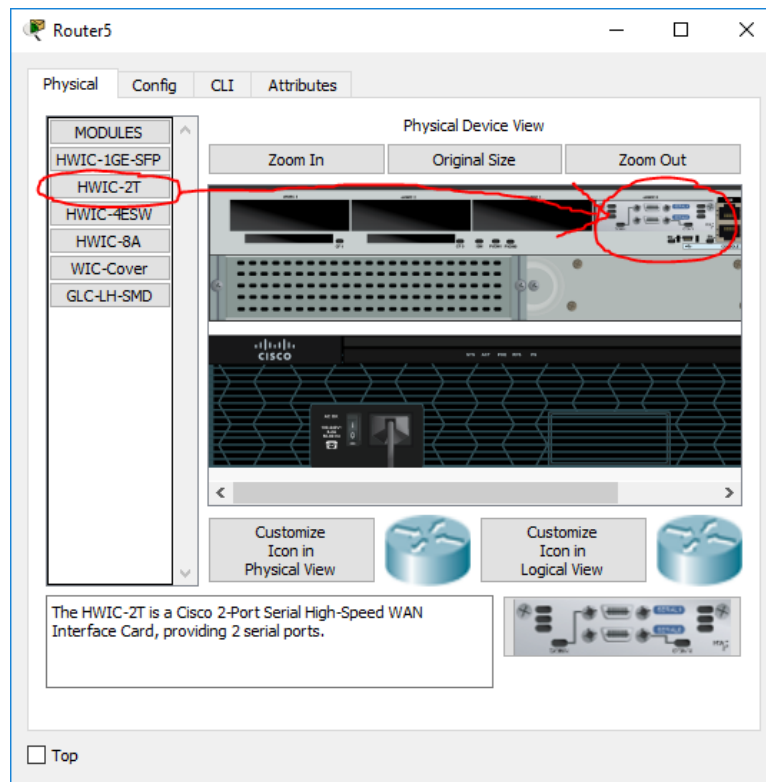 Router5
Physical Config CLI Attributes
MODULES
HWIC-1GE-SFP
HWIC-2T
HWIC-4ESW
HWIC-8A
WIC-Cover
GLC-LH-SMD
Physical Device View
Zoom In Original Size Zoom Out
CISCO
Customize
Icon in
Physical View
Customize
Icon in
Logical View
The HWIC-2T is a Cisco 2-Port Serial High-Speed WAN
Interface Card, providing 2 serial ports.
Top